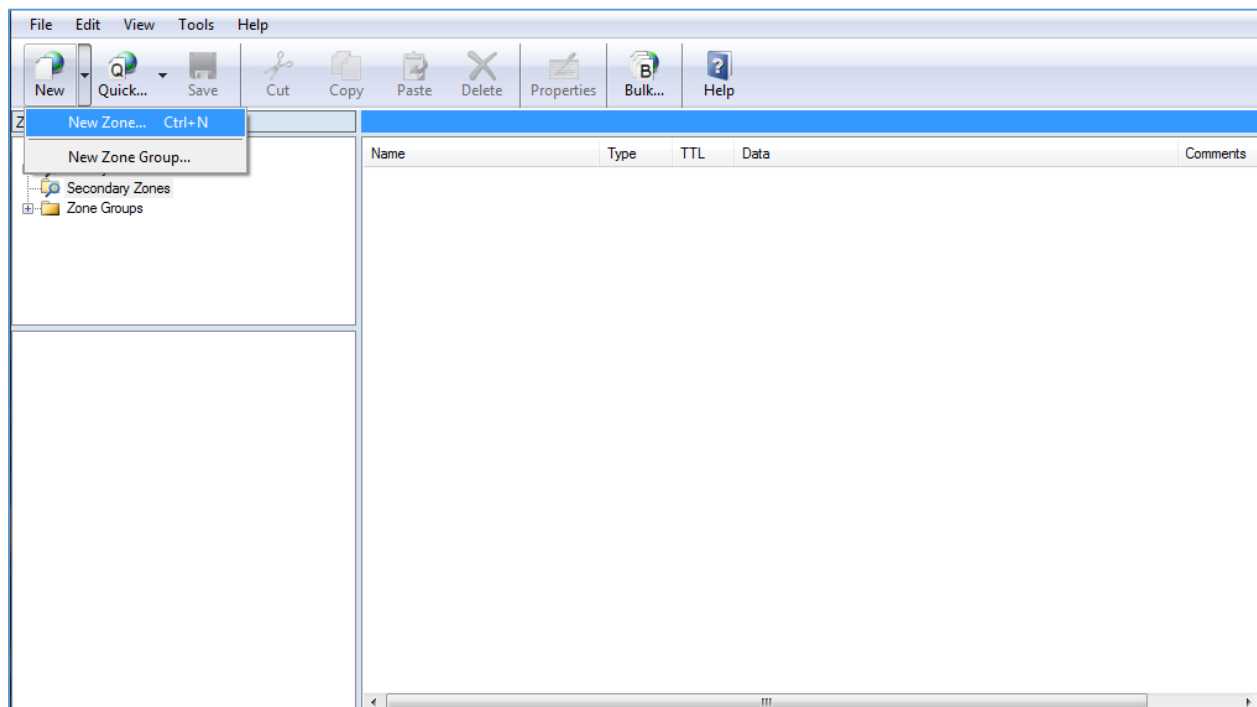 File Edit View Tools Help
New Quick... Save Cut Copy Paste Delete Properties Bulk... Help
New Zone... Ctrl+N
New Zone Group...
Name Type TTL Data Comments
Secondary Zones
Zone Groups